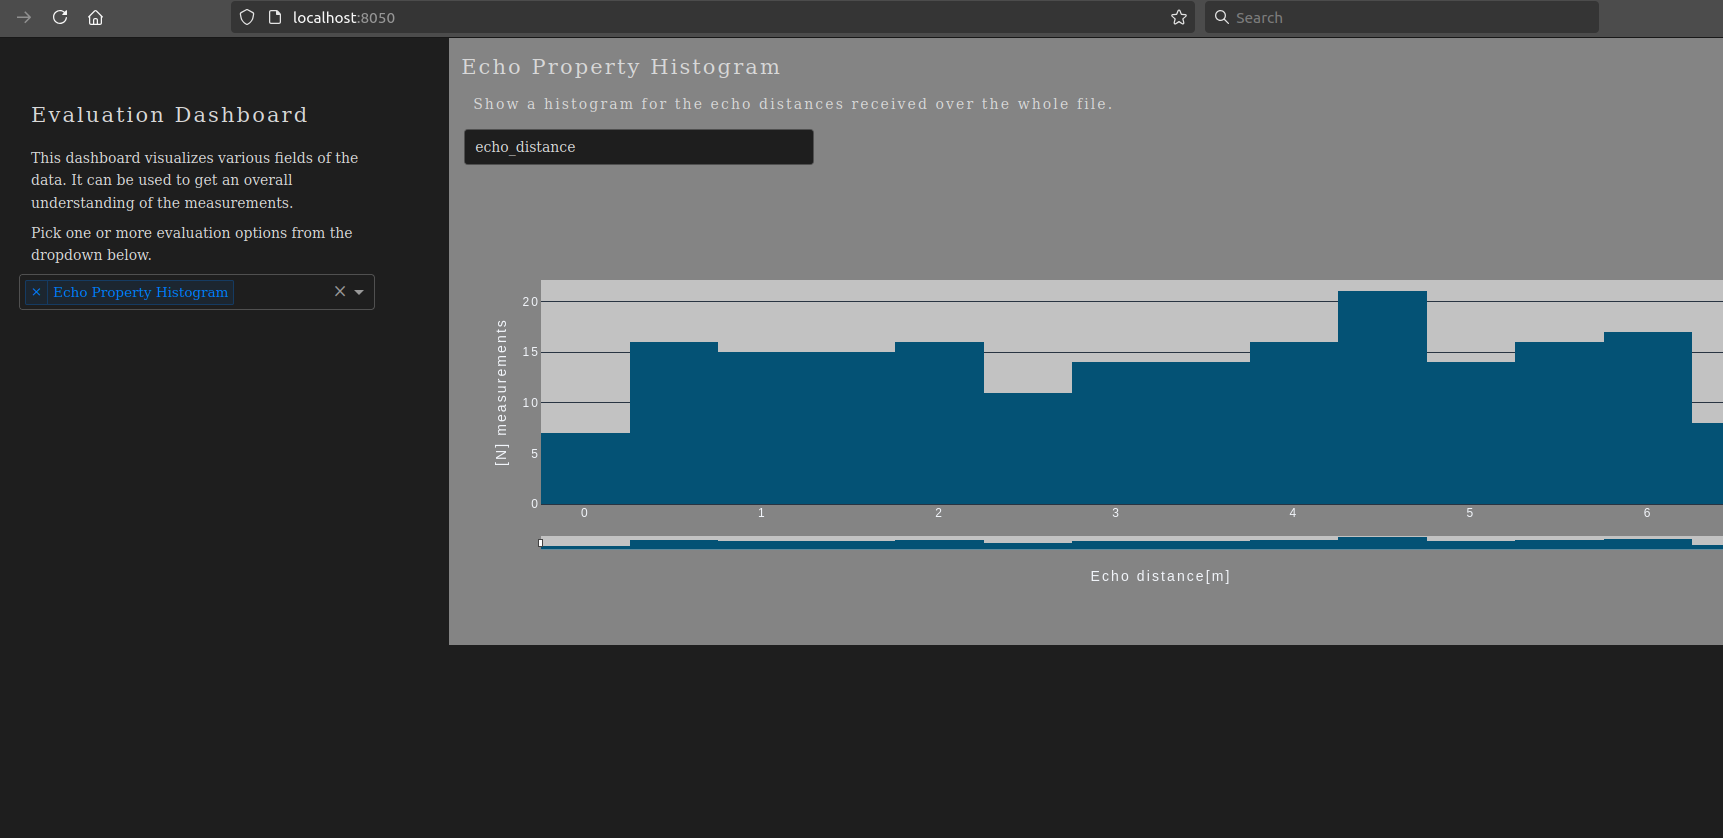 localhost:8050
Search
Evaluation Dashboard
This dashboard visualizes various fields of the
data. It can be used to get an overall
understanding of the measurements.
Pick one or more evaluation options from the
dropdown below.
× Echo Property Histogram
Echo Property Histogram
Show a histogram for the echo distances received over the whole file.
echo_distance
[N] measurements
20
15
10
5
0
0 1 2 3 4 5 6
Echo distance[m]